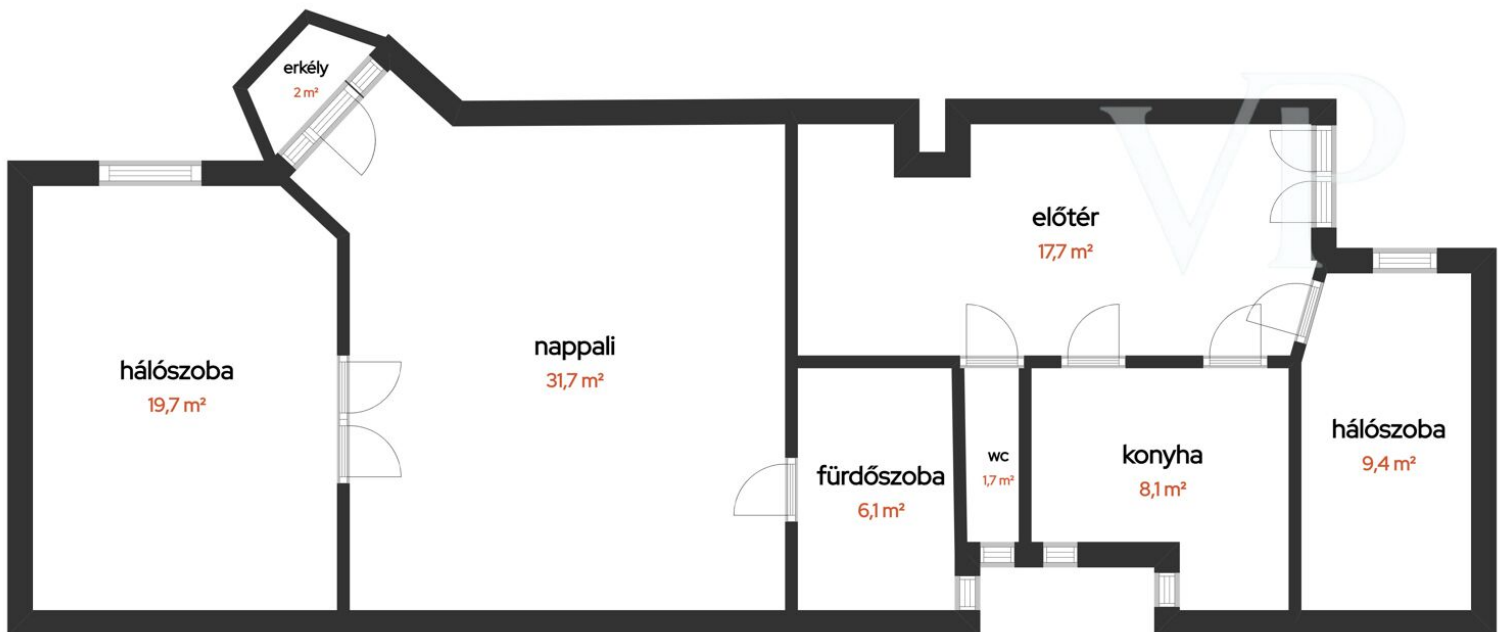 erkély
2 m²
VP
előtér
17,7 m²
nappali
31,7 m²
hálószoba
19,7 m²
hálószoba
9,4 m²
wc
1,7 m²
konyha
8,1 m²
fürdőszoba
6,1 m²